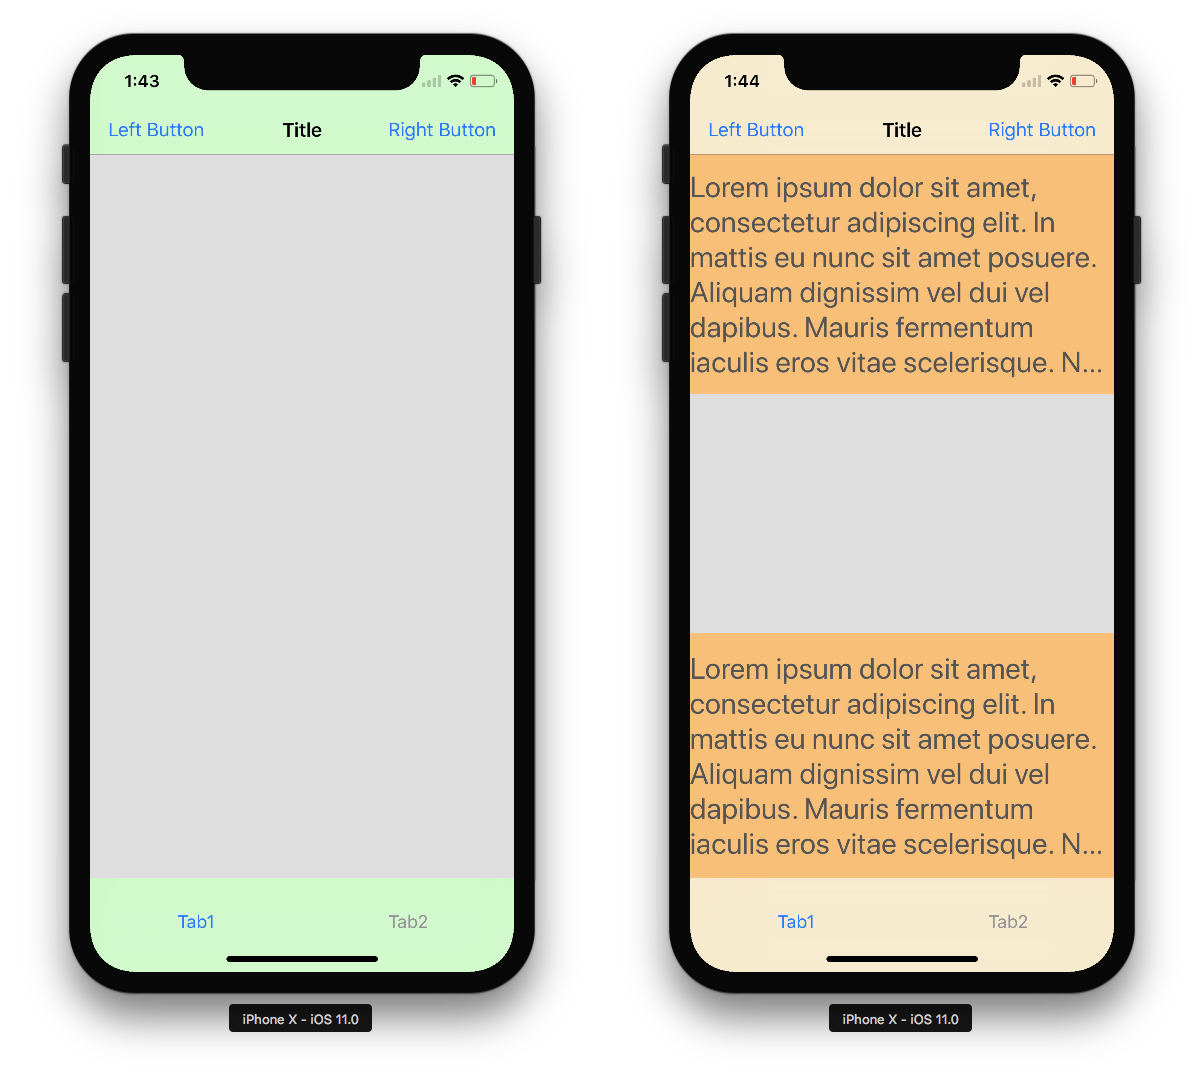 1:43
Left Button Title Right Button
Tab1 Tab2
iPhone X - iOS 11.0
1:44
Left Button Title Right Button
Lorem ipsum dolor sit amet,
consectetur adipiscing elit. In
mattis eu nunc sit amet posuere.
Aliquam dignissim vel dui vel
dapibus. Mauris fermentum
iaculis eros vitae scelerisque. N...
Lorem ipsum dolor sit amet,
consectetur adipiscing elit. In
mattis eu nunc sit amet posuere.
Aliquam dignissim vel dui vel
dapibus. Mauris fermentum
iaculis eros vitae scelerisque. N...
Tab1 Tab2
iPhone X - iOS 11.0